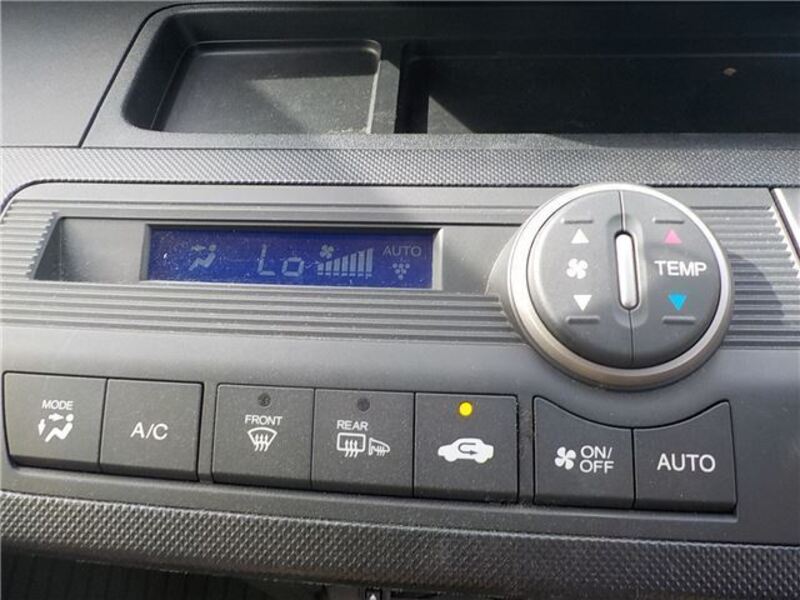 Lo AUTO
TEMP
MODE
A/C
FRONT
REAR
ON/
OFF
AUTO